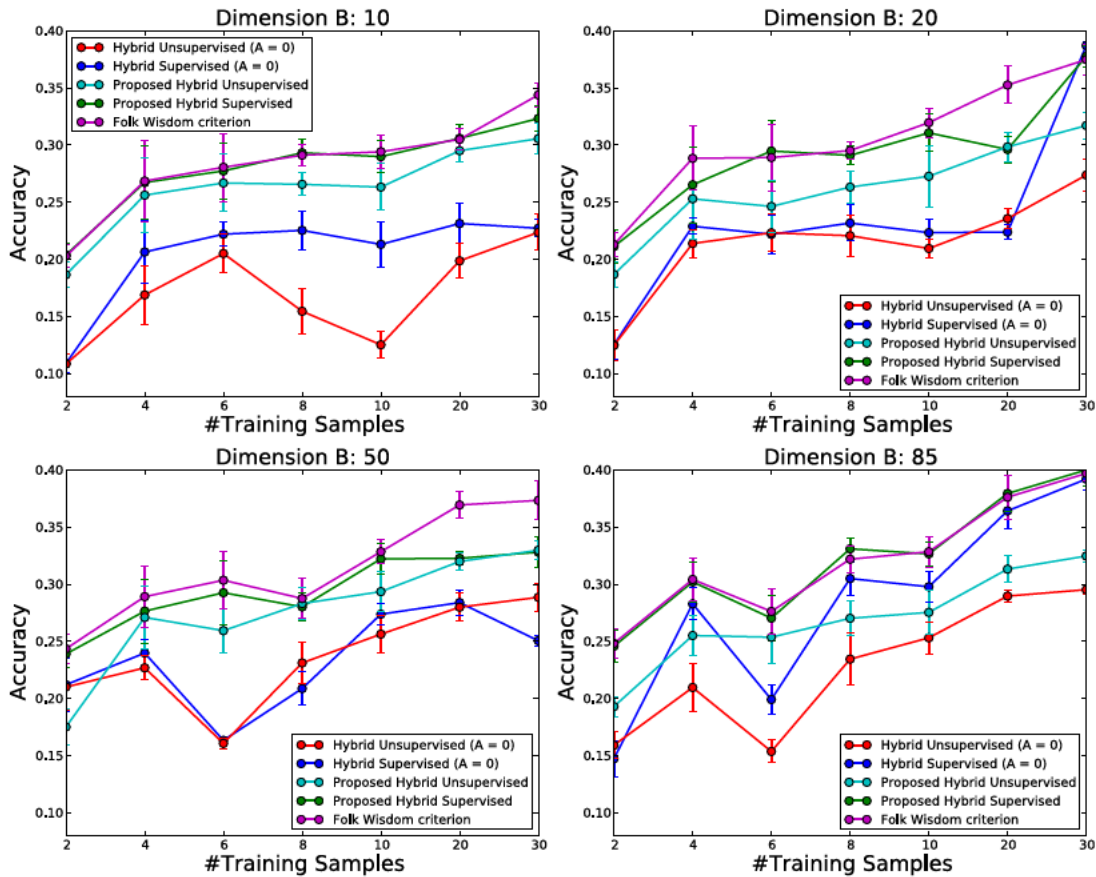 Dimension B: 10
0.40
0.35
0.30
0.25
0.20
0.15
0.10
Accuracy
Hybrid Unsupervised (A = 0)
Hybrid Supervised (A = 0)
Proposed Hybrid Unsupervised
Proposed Hybrid Supervised
Folk Wisdom criterion
2 4 6 8 10 20 30
#Training Samples
Dimension B: 20
0.40
0.35
0.30
0.25
0.20
0.15
0.10
Accuracy
Hybrid Unsupervised (A = 0)
Hybrid Supervised (A = 0)
Proposed Hybrid Unsupervised
Proposed Hybrid Supervised
Folk Wisdom criterion
2 4 6 8 10 20 30
#Training Samples
Dimension B: 50
0.40
0.35
0.30
0.25
0.20
0.15
0.10
Accuracy
Hybrid Unsupervised (A = 0)
Hybrid Supervised (A = 0)
Proposed Hybrid Unsupervised
Proposed Hybrid Supervised
Folk Wisdom criterion
2 4 6 8 10 20 30
#Training Samples
Dimension B: 85
0.40
0.35
0.30
0.25
0.20
0.15
0.10
Accuracy
Hybrid Unsupervised (A = 0)
Hybrid Supervised (A = 0)
Proposed Hybrid Unsupervised
Proposed Hybrid Supervised
Folk Wisdom criterion
2 4 6 8 10 20 30
#Training Samples